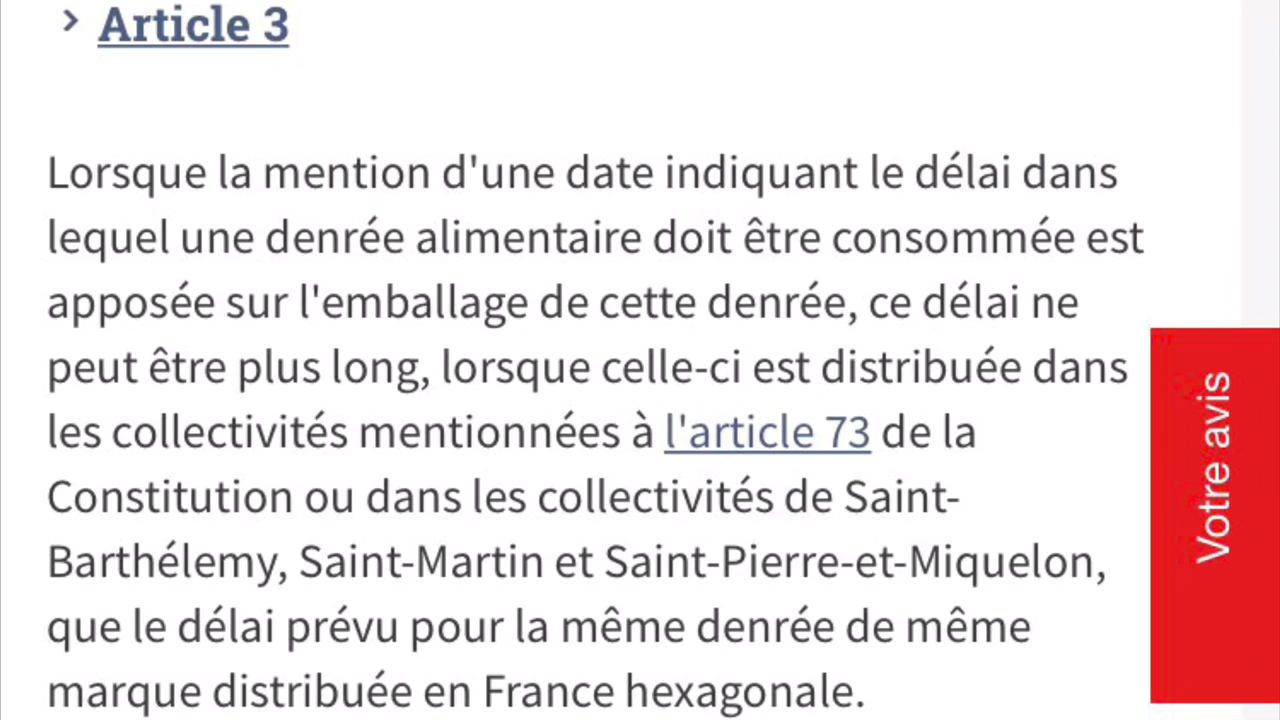 Article 3
Lorsque la mention d'une date indiquant le délai dans
lequel une denrée alimentaire doit être consommée est
apposée sur l'emballage de cette denrée, ce délai ne
peut être plus long, lorsque celle-ci est distribuée dans
les collectivités mentionnées à l'article 73 de la
Constitution ou dans les collectivités de Saint-
Barthélemy, Saint-Martin et Saint-Pierre-et-Miquelon,
que le délai prévu pour la même denrée de même
marque distribuée en France hexagonale.
Votre avis